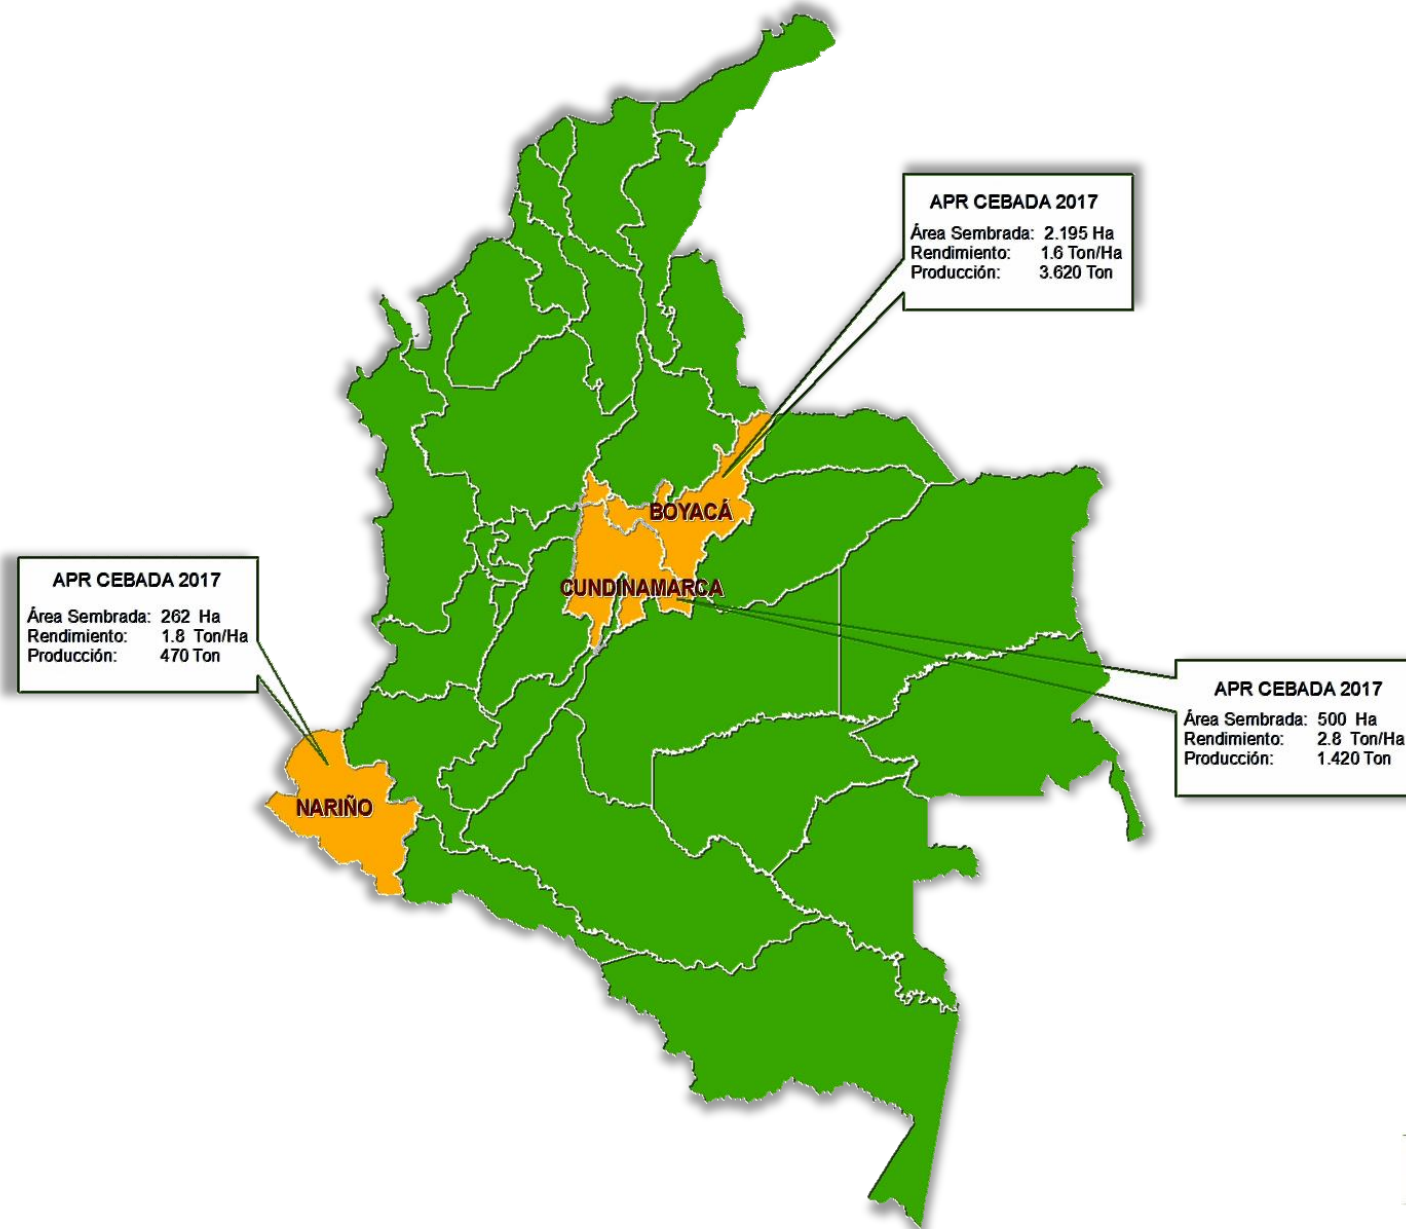 APR CEBADA 2017
Área Sembrada: 2.195 Ha
Rendimiento: 1.6 Ton/Ha
Producción: 3.620 Ton
BOYACÁ
CUNDINAMARCA
APR CEBADA 2017
Área Sembrada: 262 Ha
Rendimiento: 1.8 Ton/Ha
Producción: 470 Ton
APR CEBADA 2017
Área Sembrada: 500 Ha
Rendimiento: 2.8 Ton/Ha
Producción: 1.420 Ton
NARIÑO